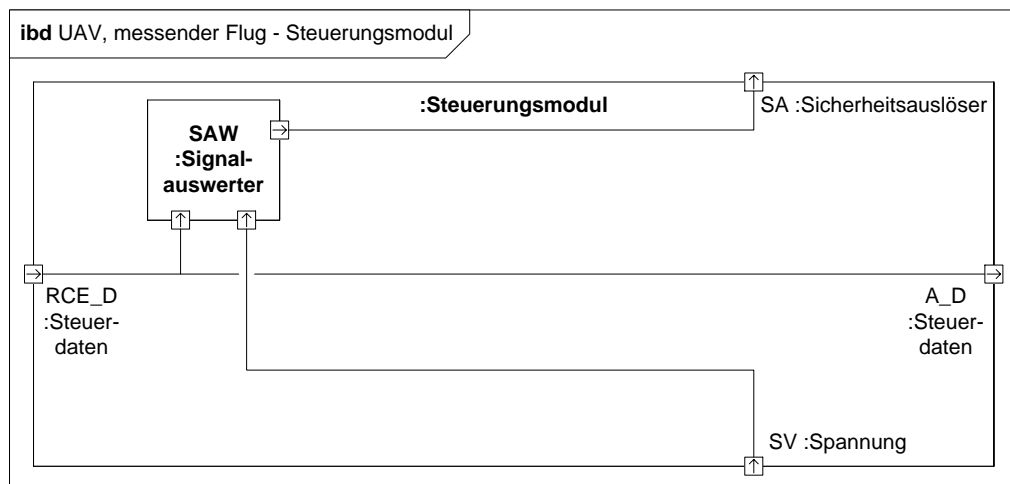 ibd UAV, messender Flug - Steuerungsmodul
:Steuerungsmodul
SA :Sicherheitsauslöser
SAW
:Signal-
auswerter
RCE_D
:Steuer-
daten
A_D
:Steuer-
daten
SV :Spannung